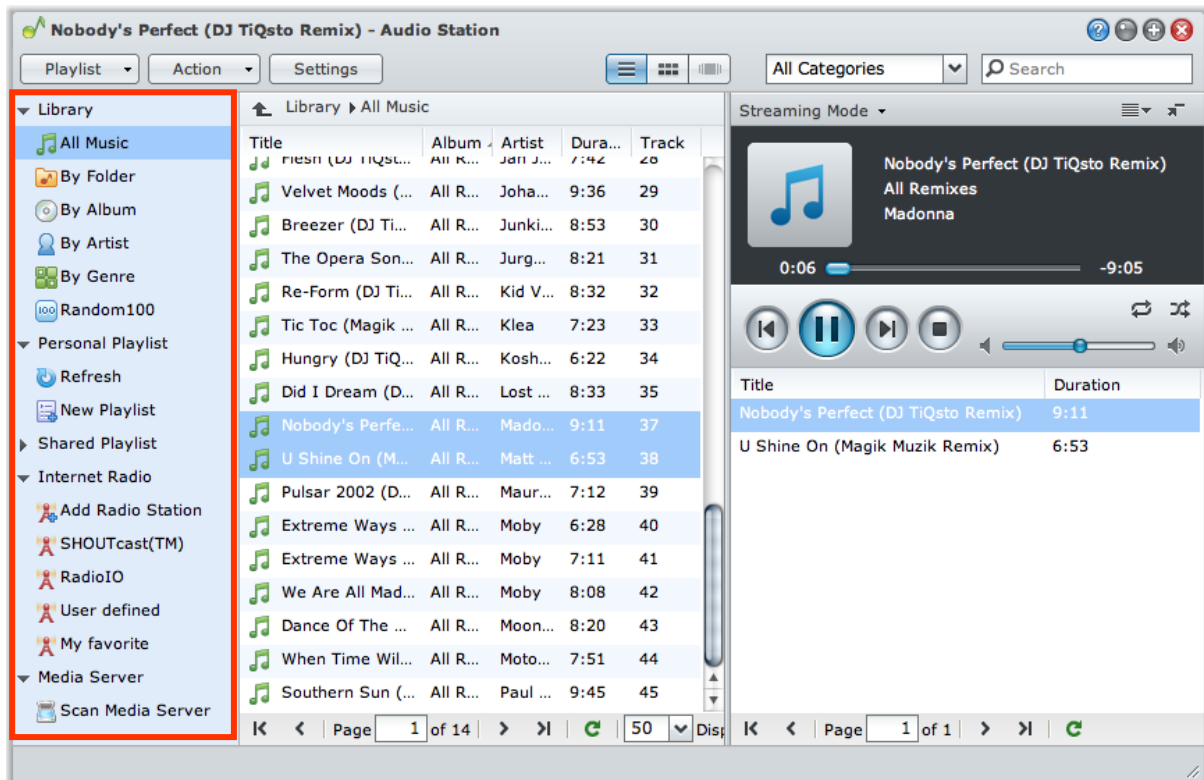 Nobody's Perfect (DJ TiQsto Remix) - Audio Station
Playlist Action Settings All Categories Search
Library
All Music
By Folder
By Album
By Artist
By Genre
100 Random100
Personal Playlist
Refresh
New Playlist
Shared Playlist
Internet Radio
Add Radio Station
SHOUTcast(TM)
RadioIO
User defined
My favorite
Media Server
Scan Media Server
Library All Music
Title Album Artist Dura... Track
Flesh (DJ TiQst... All R... Jan J... 7:42 28
Velvet Moods (... All R... Joha... 9:36 29
Breezer (DJ Ti... All R... Junki... 8:53 30
The Opera Son... All R... Jurg... 8:21 31
Re-Form (DJ Ti... All R... Kid V... 8:32 32
Tic Toc (Magik ... All R... Klea 7:23 33
Hungry (DJ TiQ... All R... Kosh... 6:22 34
Did I Dream (D... All R... Lost ... 8:33 35
Nobody's Perfe... All R... Mado... 9:11 37
U Shine On (M... All R... Matt ... 6:53 38
Pulsar 2002 (D... All R... Maur... 7:12 39
Extreme Ways ... All R... Moby 6:28 40
Extreme Ways ... All R... Moby 7:11 41
We Are All Mad... All R... Moby 8:08 42
Dance Of The ... All R... Moon... 8:20 43
When Time Wil... All R... Moto... 7:51 44
Southern Sun (... All R... Paul ... 9:45 45
Page 1 of 14 50 Disp
Streaming Mode
Nobody's Perfect (DJ TiQsto Remix)
All Remixes
Madonna
0:06 -9:05
Title Duration
Nobody's Perfect (DJ TiQsto Remix) 9:11
U Shine On (Magik Muzik Remix) 6:53
Page 1 of 1